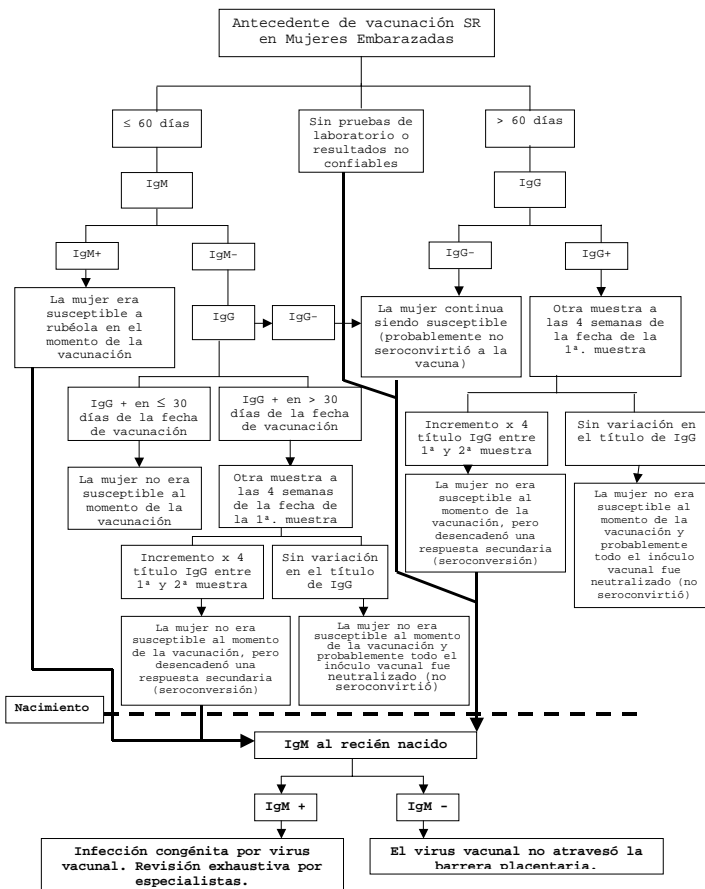 Antecedente de vacunación SR
en Mujeres Embarazadas
≤ 60 días
Sin pruebas de
laboratorio o
resultados no
confiables
> 60 días
IgM
IgG
IgM+
IgM-
IgG-
IgG+
La mujer era
susceptible a
rubéola en el
momento de la
vacunación
IgG
IgG-
La mujer continua
siendo susceptible
(probablemente no
seroconvirtió a la
vacuna)
Otra muestra a
las 4 semanas de
la fecha de la
1ª. muestra
IgG + en ≤ 30
días de la fecha
de vacunación
IgG + en > 30
días de la fecha
de vacunación
Incremento x 4
título IgG entre
1ª y 2ª muestra
Sin variación en
el título de IgG
La mujer no era
susceptible al
momento de la
vacunación
Otra muestra a
las 4 semanas
de la fecha de
la 1ª. muestra
La mujer no era
susceptible al
momento de la
vacunación, pero
desencadenó una
respuesta secundaria
(seroconversión)
La mujer no era
susceptible al
momento de la
vacunación y
probablemente
todo el inóculo
vacunal fue
neutralizado (no
seroconvirtió)
Incremento x 4
título IgG entre
1ª y 2ª muestra
Sin variación
en el título
de IgG
La mujer no era
susceptible al momento
de la vacunación, pero
desencadenó una
respuesta secundaria
(seroconversión)
La mujer no era
susceptible al momento
de la vacunación y
probablemente todo el
inóculo vacunal fue
neutralizado (no
seroconvirtió)
Nacimiento
IgM al recién nacido
IgM +
IgM -
Infección congénita por virus
vacunal. Revisión exhaustiva por
especialistas.
El virus vacunal no atravesó la
barrera placentaria.